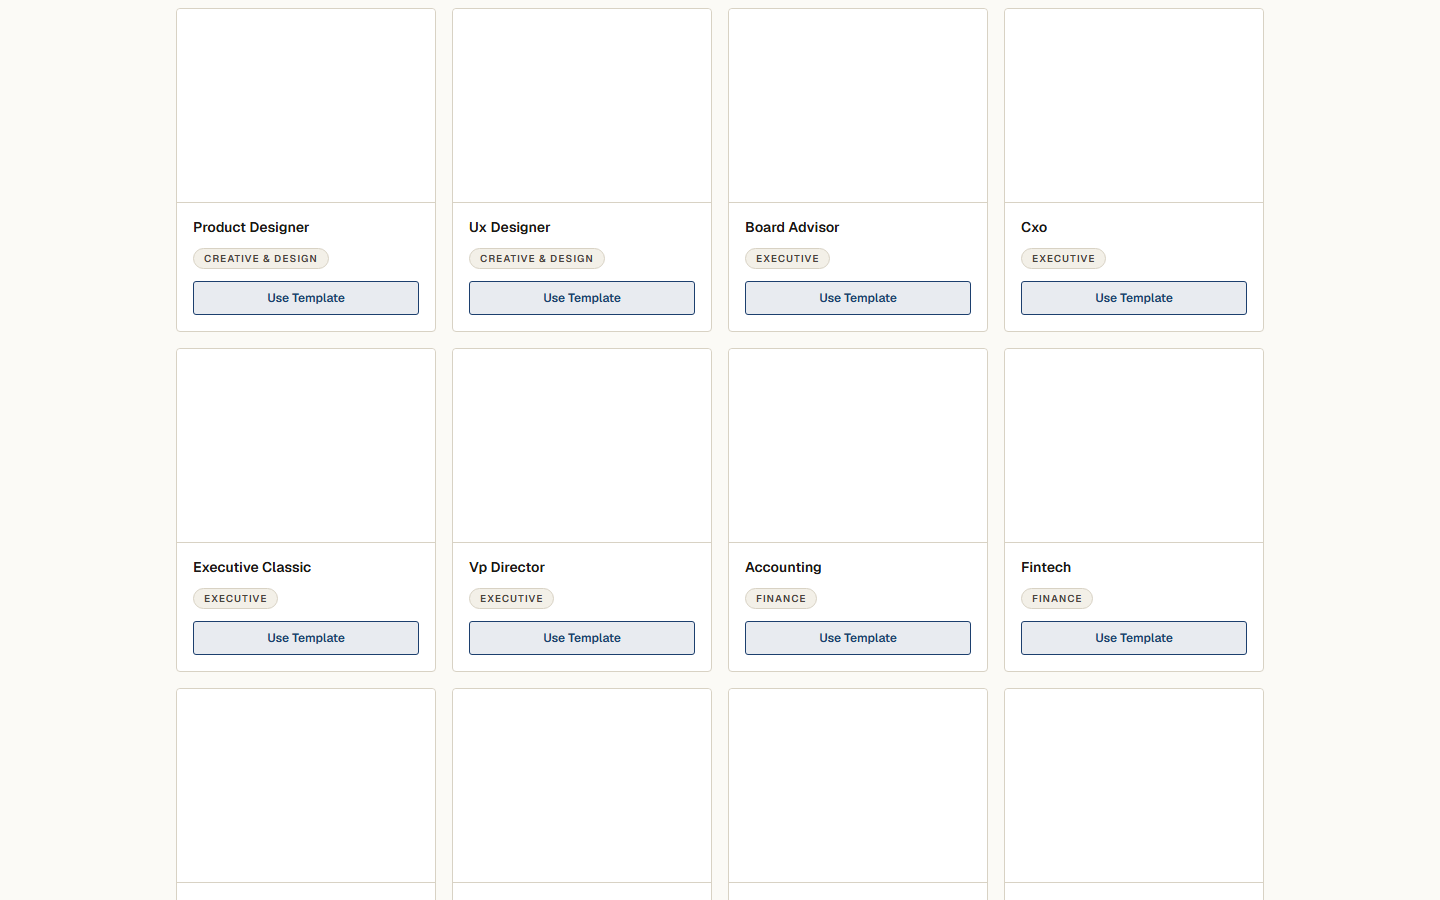 Product Designer
CREATIVE & DESIGN
Use Template
Ux Designer
CREATIVE & DESIGN
Use Template
Board Advisor
EXECUTIVE
Use Template
Cxo
EXECUTIVE
Use Template
Executive Classic
EXECUTIVE
Use Template
Vp Director
EXECUTIVE
Use Template
Accounting
FINANCE
Use Template
Fintech
FINANCE
Use Template